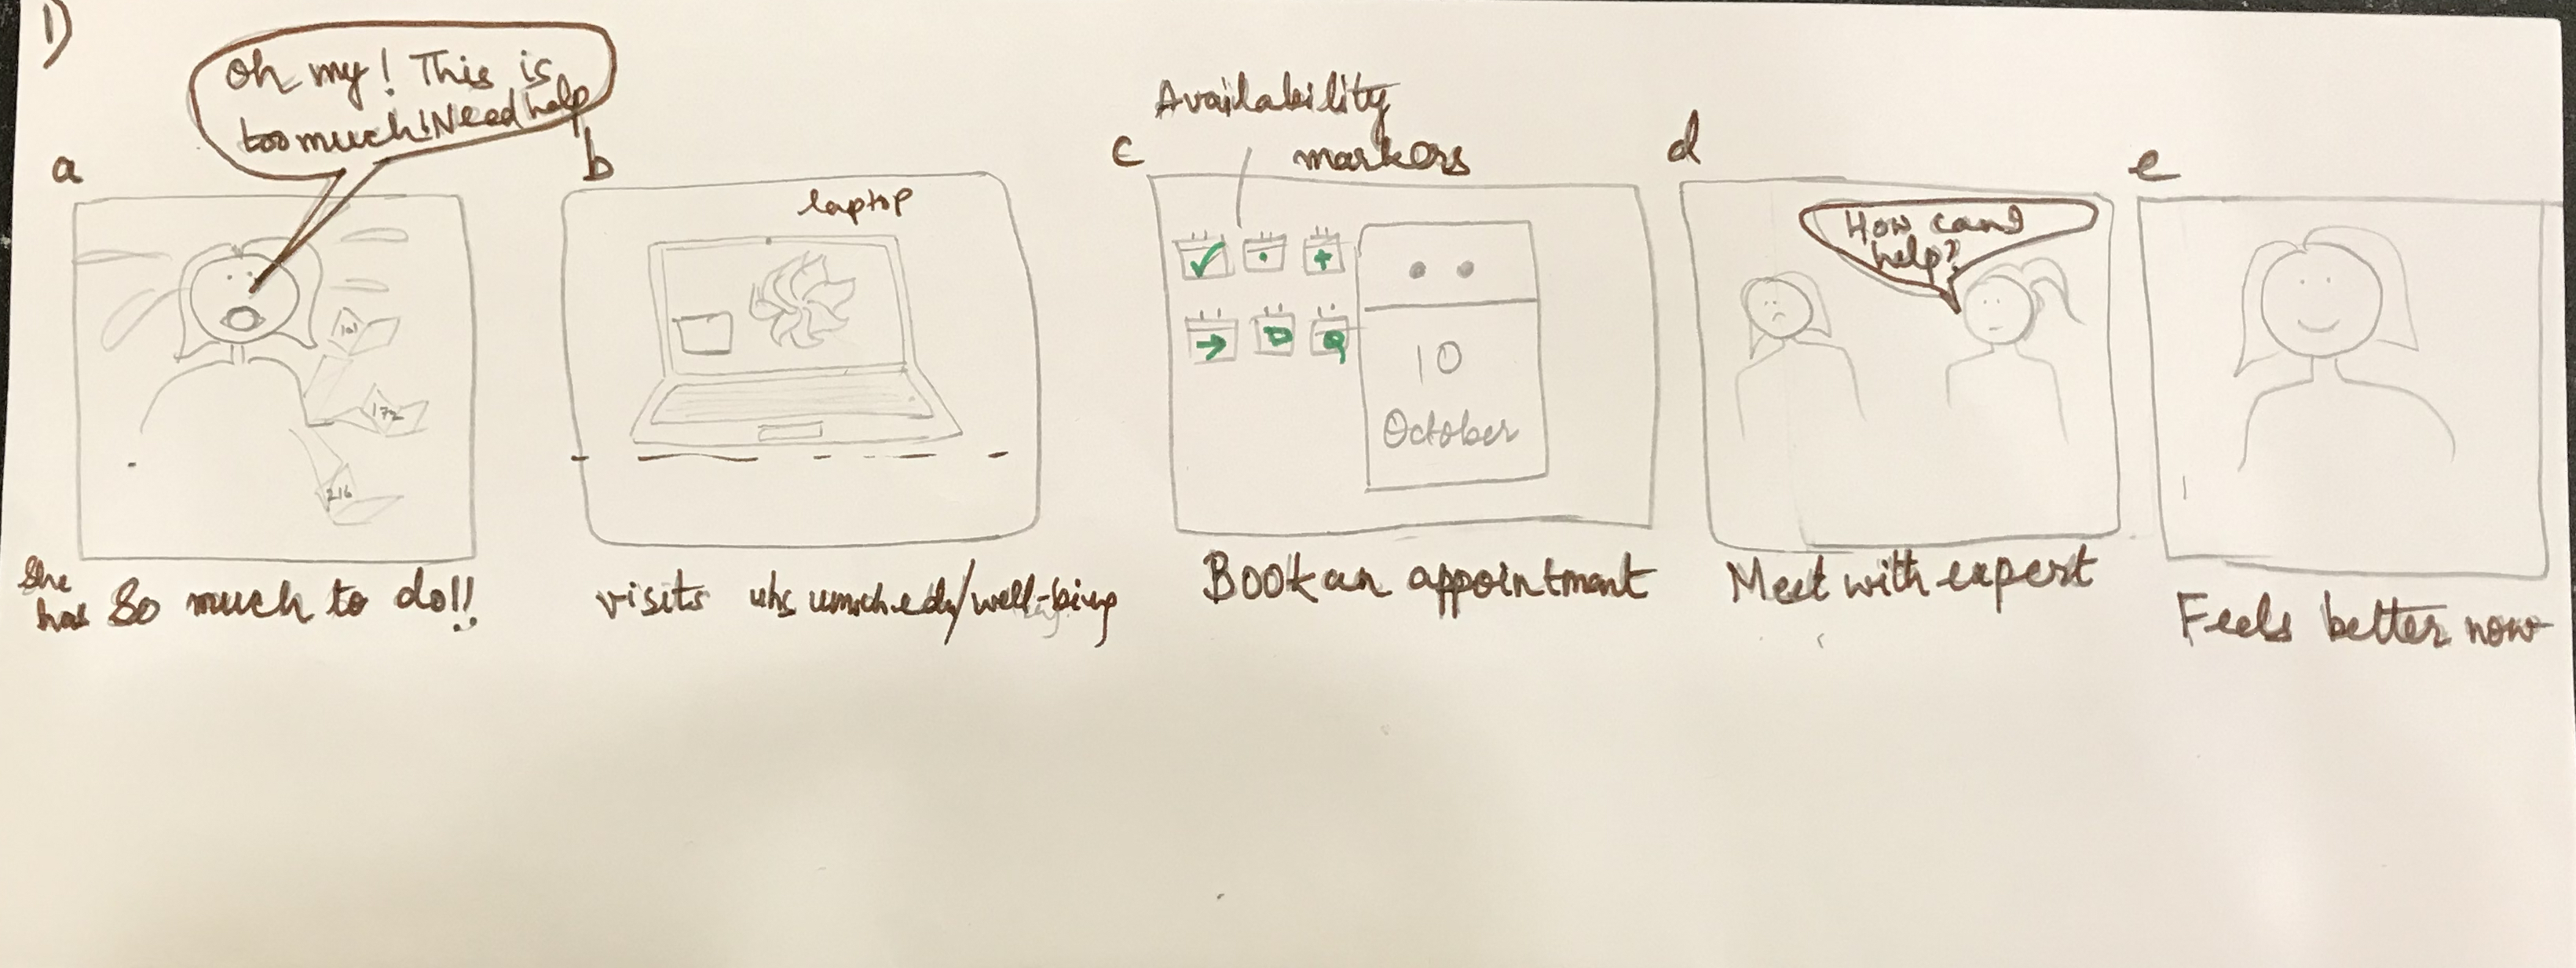 1)
Oh my! This is
too much! Need help
a
She
has So much to do!!
b
laptop
visits uhs umich edu/well-being
Availability
markers
c
10
October
Book an appointment
d
How can I
help?
Meet with expert
e
Feels better now
101
172
216